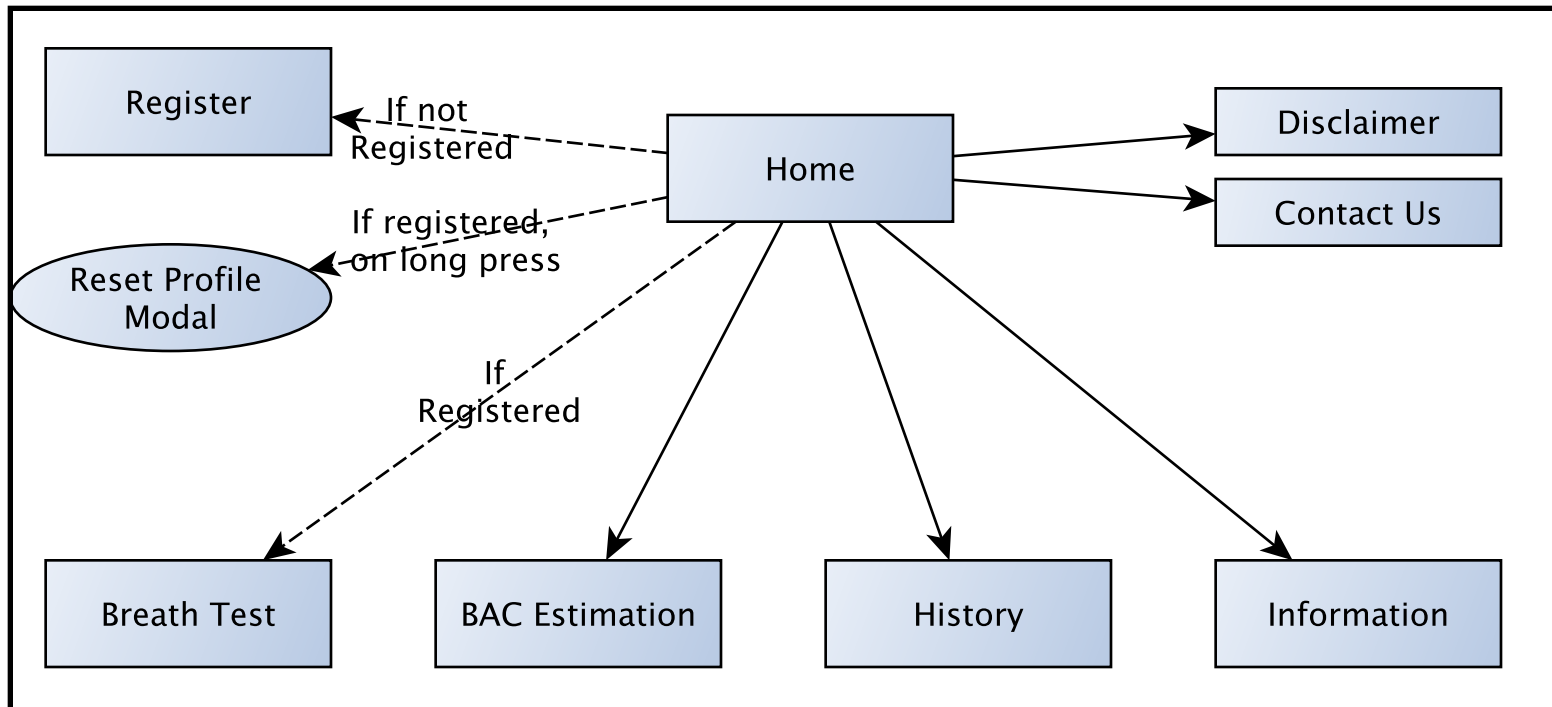 Register
If not
Registered
Home
Disclaimer
Contact Us
If registered,
on long press
Reset Profile
Modal
If
Registered
Breath Test
BAC Estimation
History
Information